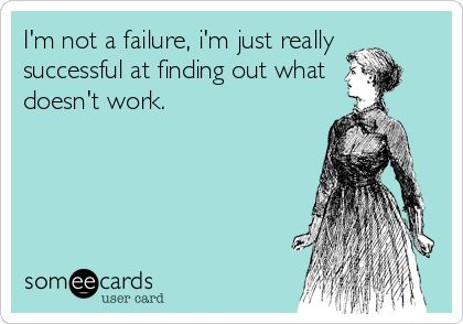 I'm not a failure, i'm just really
successful at finding out what
doesn't work.
someecards
user card